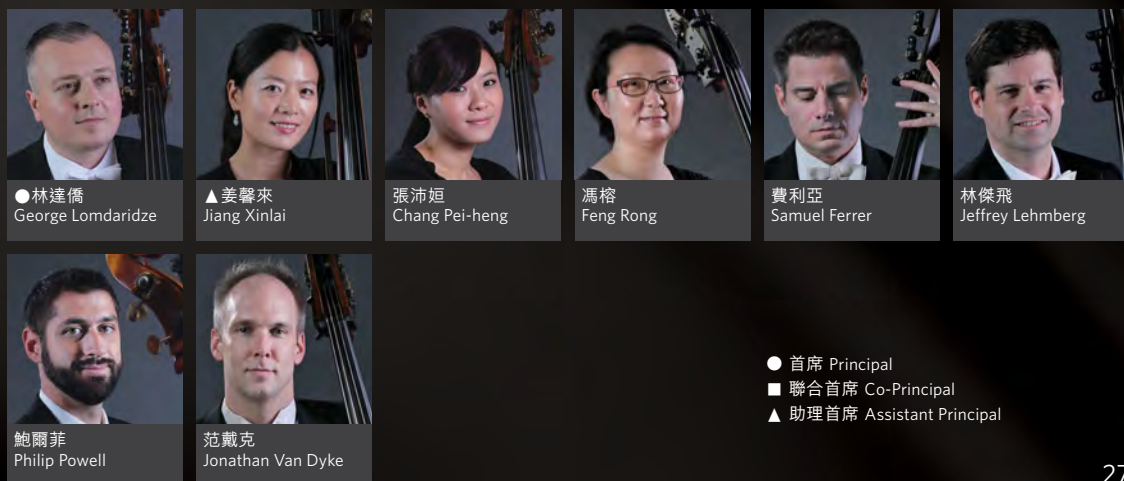 ●林達僑
George Lomdaridze
▲姜馨來
Jiang Xinlai
張沛姮
Chang Pei-heng
馮榕
Feng Rong
費利亞
Samuel Ferrer
林傑飛
Jeffrey Lehmberg
鮑爾菲
Philip Powell
范戴克
Jonathan Van Dyke
● 首席 Principal
■ 聯合首席 Co-Principal
▲ 助理首席 Assistant Principal
27